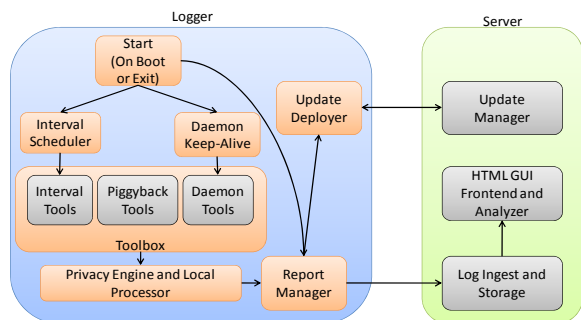 Logger
Server
Start
(On Boot
or Exit)
Update
Deployer
Update
Manager
Interval
Scheduler
Daemon
Keep-Alive
Interval
Tools
Piggyback
Tools
Daemon
Tools
Toolbox
HTML GUI
Frontend and
Analyzer
Privacy Engine and Local
Processor
Report
Manager
Log Ingest and
Storage